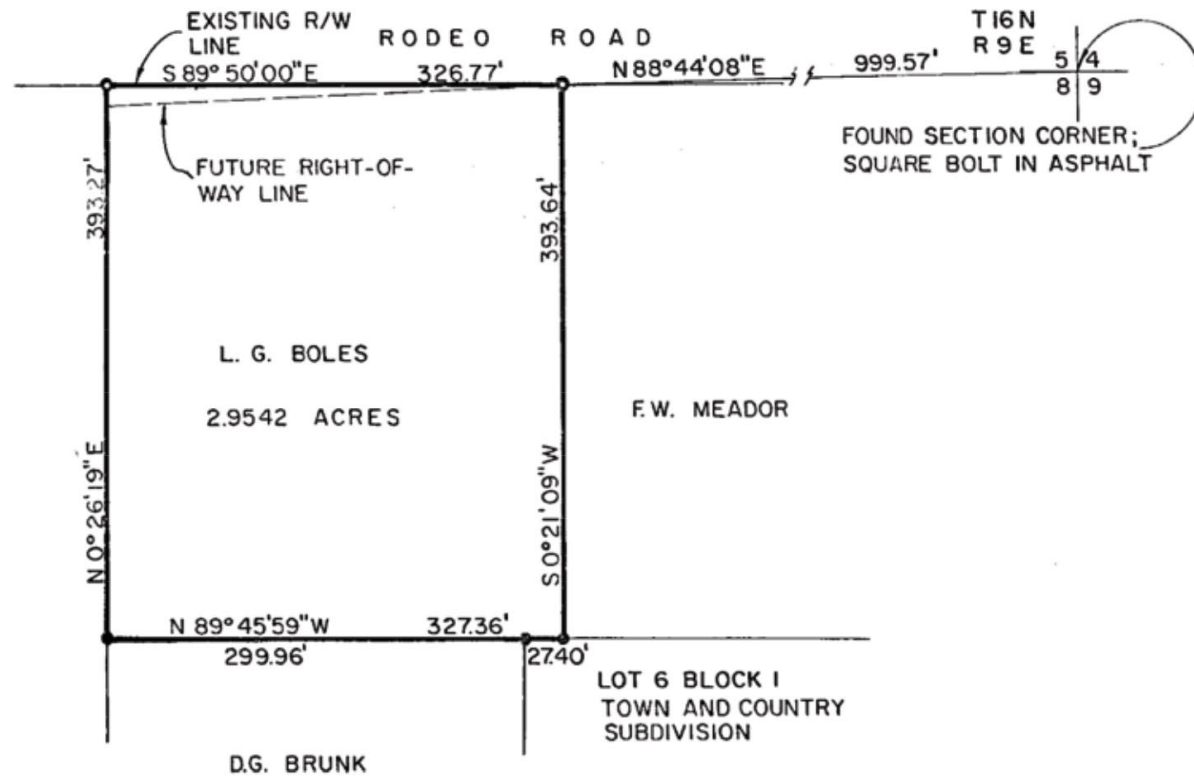 EXISTING R/W
LINE
RODEO ROAD
T16N
R9E
S89°50'00"E 326.77'
N88°44'08"E 999.57'
5 4
8 9
FOUND SECTION CORNER;
SQUARE BOLT IN ASPHALT
FUTURE RIGHT-OF-
WAY LINE
393.27'
393.64'
L. G. BOLES
2.9542 ACRES
F.W. MEADOR
N 0°26'19" E
S 0°21'09" W
N 89°45'59" W 327.36'
299.96' 27.40'
LOT 6 BLOCK 1
TOWN AND COUNTRY
SUBDIVISION
D.G. BRUNK